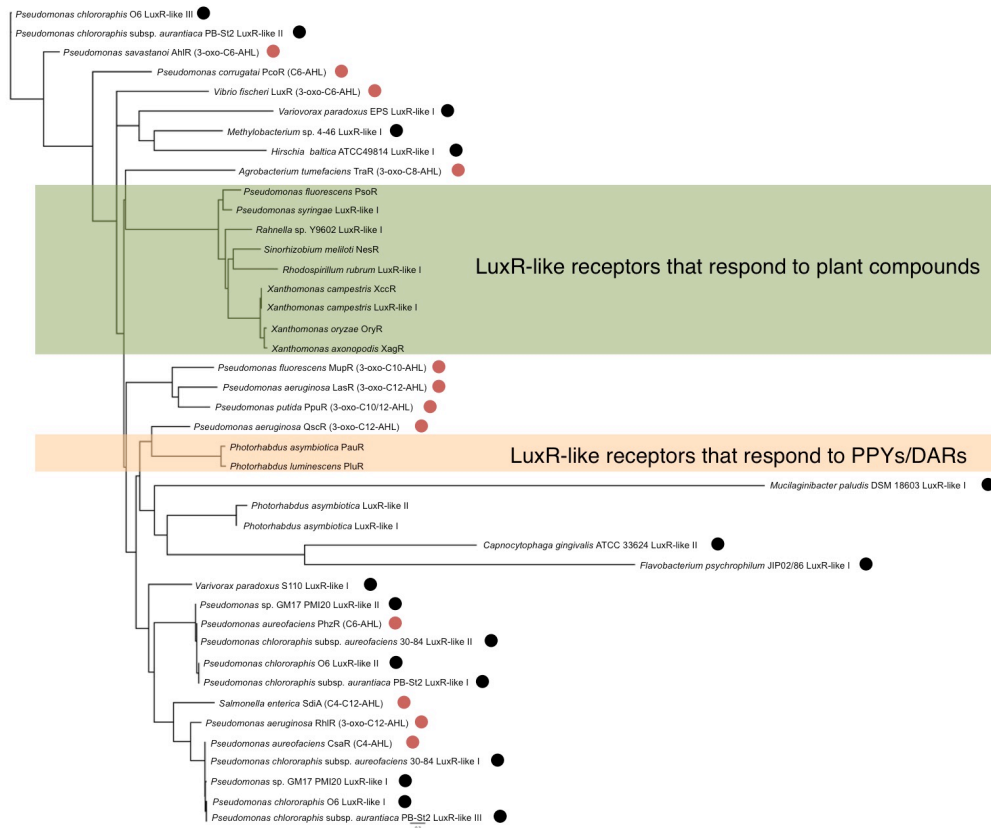 Pseudomonas chlororaphis O6 LuxR-like III
Pseudomonas chlororaphis subsp. aurantiaca PB-St2 LuxR-like II
Pseudomonas savastanoi AhlR (3-oxo-C6-AHL)
Pseudomonas corrugatai PcoR (C6-AHL)
Vibrio fischeri LuxR (3-oxo-C6-AHL)
Variovorax paradoxus EPS LuxR-like I
Methylobacterium sp. 4-46 LuxR-like I
Hirschia baltica ATCC49814 LuxR-like I
Agrobacterium tumefaciens TraR (3-oxo-C8-AHL)
Pseudomonas fluorescens PsoR
Pseudomonas syringae LuxR-like I
Rahnella sp. Y9602 LuxR-like I
Sinorhizobium meliloti NesR
Rhodospirillum rubrum LuxR-like I
LuxR-like receptors that respond to plant compounds
Xanthomonas campestris XccR
Xanthomonas campestris LuxR-like I
Xanthomonas oryzae OryR
Xanthomonas axonopodis XagR
Pseudomonas fluorescens MupR (3-oxo-C10-AHL)
Pseudomonas aeruginosa LasR (3-oxo-C12-AHL)
Pseudomonas putida PpuR (3-oxo-C10/12-AHL)
Pseudomonas aeruginosa QscR (3-oxo-C12-AHL)
Photorhabdus asymbiotica PauR
LuxR-like receptors that respond to PPYs/DARs
Photorhabdus luminescens PluR
Mucilaginibacter paludis DSM 18603 LuxR-like I
Photorhabdus asymbiotica LuxR-like II
Photorhabdus asymbiotica LuxR-like I
Capnocytophaga gingivalis ATCC 33624 LuxR-like II
Flavobacterium psychrophilum JIP02/86 LuxR-like I
Varivorax paradoxus S110 LuxR-like I
Pseudomonas sp. GM17 PMI20 LuxR-like II
Pseudomonas aureofaciens PhzR (C6-AHL)
Pseudomonas chlororaphis subsp. aureofaciens 30-84 LuxR-like II
Pseudomonas chlororaphis O6 LuxR-like II
Pseudomonas chlororaphis subsp. aurantiaca PB-St2 LuxR-like I
Salmonella enterica SdiA (C4-C12-AHL)
Pseudomonas aeruginosa RhlR (3-oxo-C12-AHL)
Pseudomonas aureofaciens CsaR (C4-AHL)
Pseudomonas chlororaphis subsp. aureofaciens 30-84 LuxR-like I
Pseudomonas sp. GM17 PMI20 LuxR-like I
Pseudomonas chlororaphis O6 LuxR-like I
Pseudomonas chlororaphis subsp. aurantiaca PB-St2 LuxR-like III